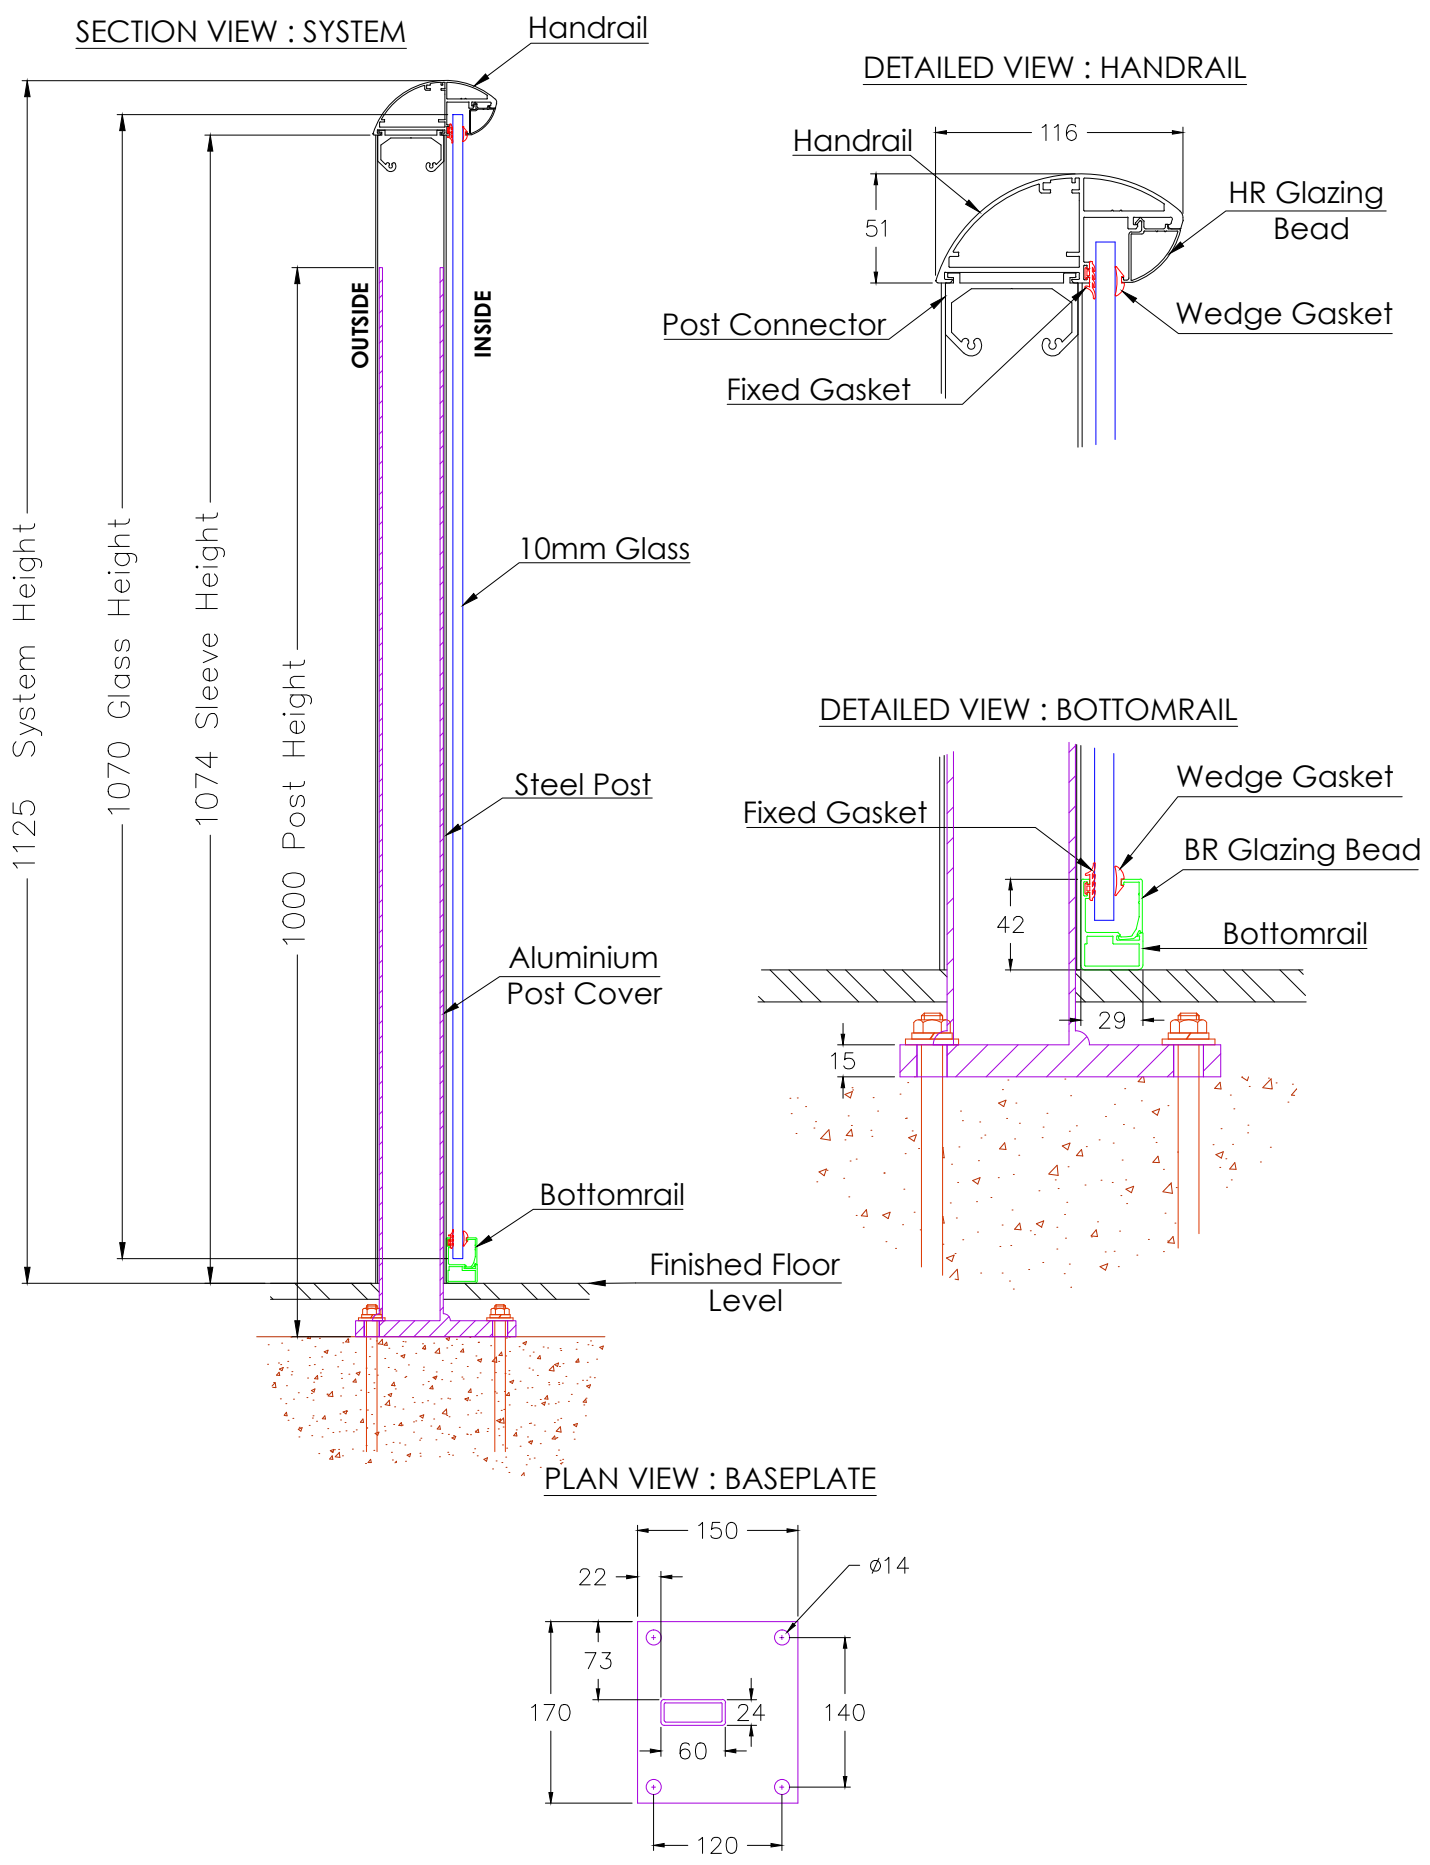 SECTION VIEW : SYSTEM
Handrail
OUTSIDE
INSIDE
1125 System Height
1070 Glass Height
1074 Sleeve Height
1000 Post Height
10mm Glass
Steel Post
Aluminium
Post Cover
Bottomrail
Finished Floor
Level
DETAILED VIEW : HANDRAIL
116
Handrail
51
HR Glazing
Bead
Post Connector
Wedge Gasket
Fixed Gasket
DETAILED VIEW : BOTTOMRAIL
Wedge Gasket
Fixed Gasket
BR Glazing Bead
42
Bottomrail
29
15
PLAN VIEW : BASEPLATE
150
22
ø14
73
170
24
140
60
120